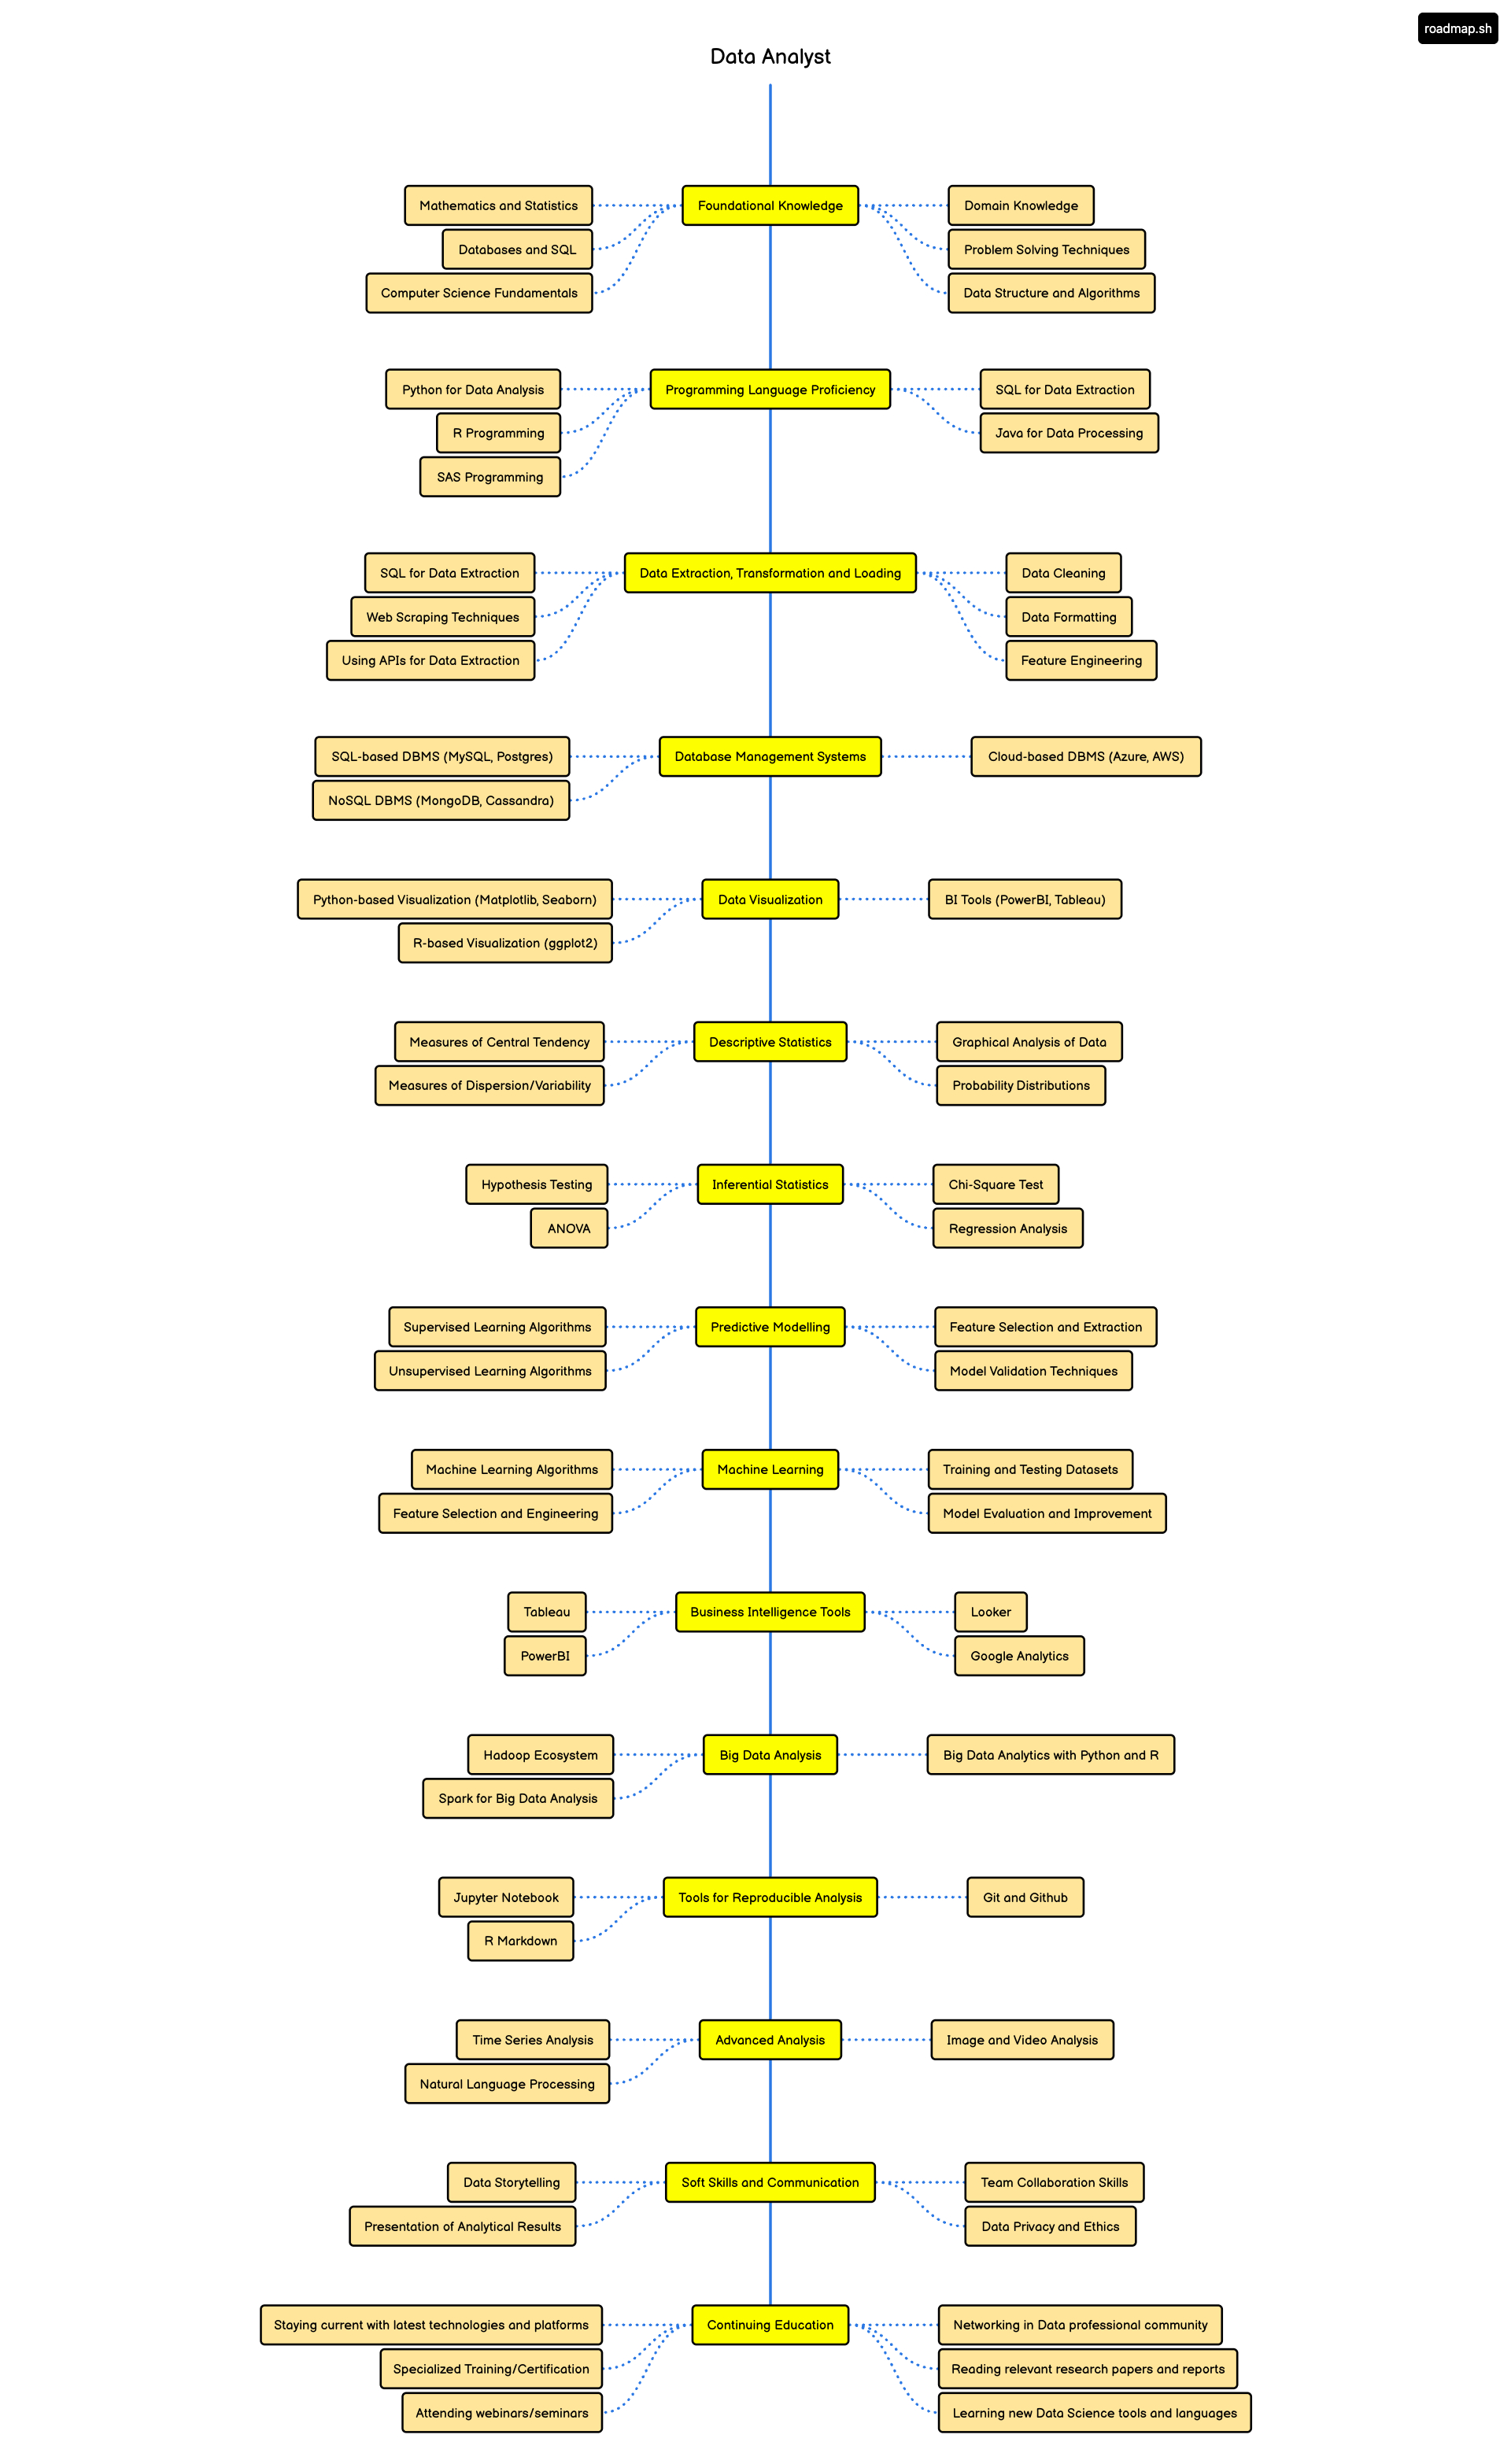 roadmap.sh
Data Analyst
Mathematics and Statistics
Foundational Knowledge
Domain Knowledge
Databases and SQL
Problem Solving Techniques
Computer Science Fundamentals
Data Structure and Algorithms
Python for Data Analysis
Programming Language Proficiency
SQL for Data Extraction
R Programming
Java for Data Processing
SAS Programming
SQL for Data Extraction
Data Extraction, Transformation and Loading
Data Cleaning
Web Scraping Techniques
Data Formatting
Using APIs for Data Extraction
Feature Engineering
SQL-based DBMS (MySQL, Postgres)
Database Management Systems
Cloud-based DBMS (Azure, AWS)
NoSQL DBMS (MongoDB, Cassandra)
Python-based Visualization (Matplotlib, Seaborn)
Data Visualization
BI Tools (PowerBI, Tableau)
R-based Visualization (ggplot2)
Measures of Central Tendency
Descriptive Statistics
Graphical Analysis of Data
Measures of Dispersion/Variability
Probability Distributions
Hypothesis Testing
Inferential Statistics
Chi-Square Test
ANOVA
Regression Analysis
Supervised Learning Algorithms
Predictive Modelling
Feature Selection and Extraction
Unsupervised Learning Algorithms
Model Validation Techniques
Machine Learning Algorithms
Machine Learning
Training and Testing Datasets
Feature Selection and Engineering
Model Evaluation and Improvement
Tableau
Business Intelligence Tools
Looker
PowerBI
Google Analytics
Hadoop Ecosystem
Big Data Analysis
Big Data Analytics with Python and R
Spark for Big Data Analysis
Jupyter Notebook
Tools for Reproducible Analysis
Git and Github
R Markdown
Time Series Analysis
Advanced Analysis
Image and Video Analysis
Natural Language Processing
Data Storytelling
Soft Skills and Communication
Team Collaboration Skills
Presentation of Analytical Results
Data Privacy and Ethics
Staying current with latest technologies and platforms
Continuing Education
Networking in Data professional community
Specialized Training/Certification
Reading relevant research papers and reports
Attending webinars/seminars
Learning new Data Science tools and languages